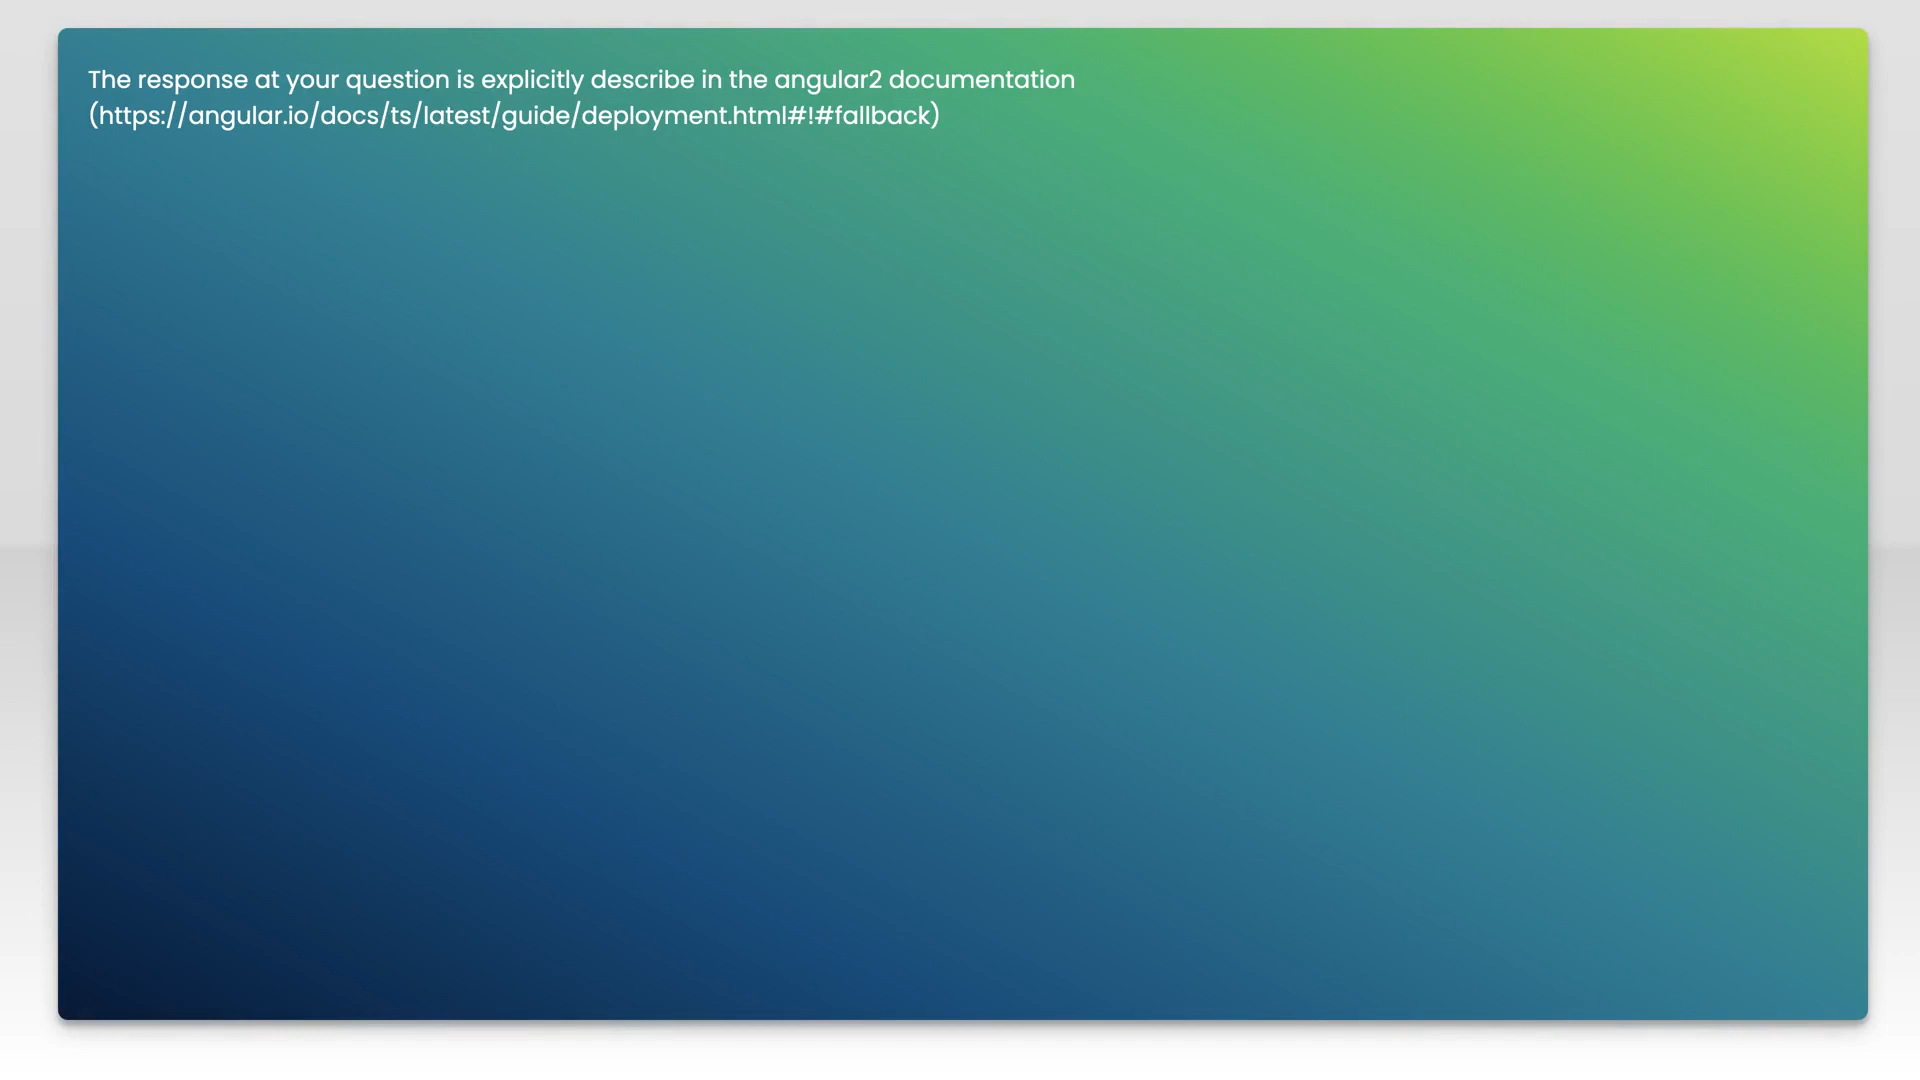 The response at your question is explicitly describe in the angular2 documentation
(https://angular.io/docs/ts/latest/guide/deployment.html#!#fallback)